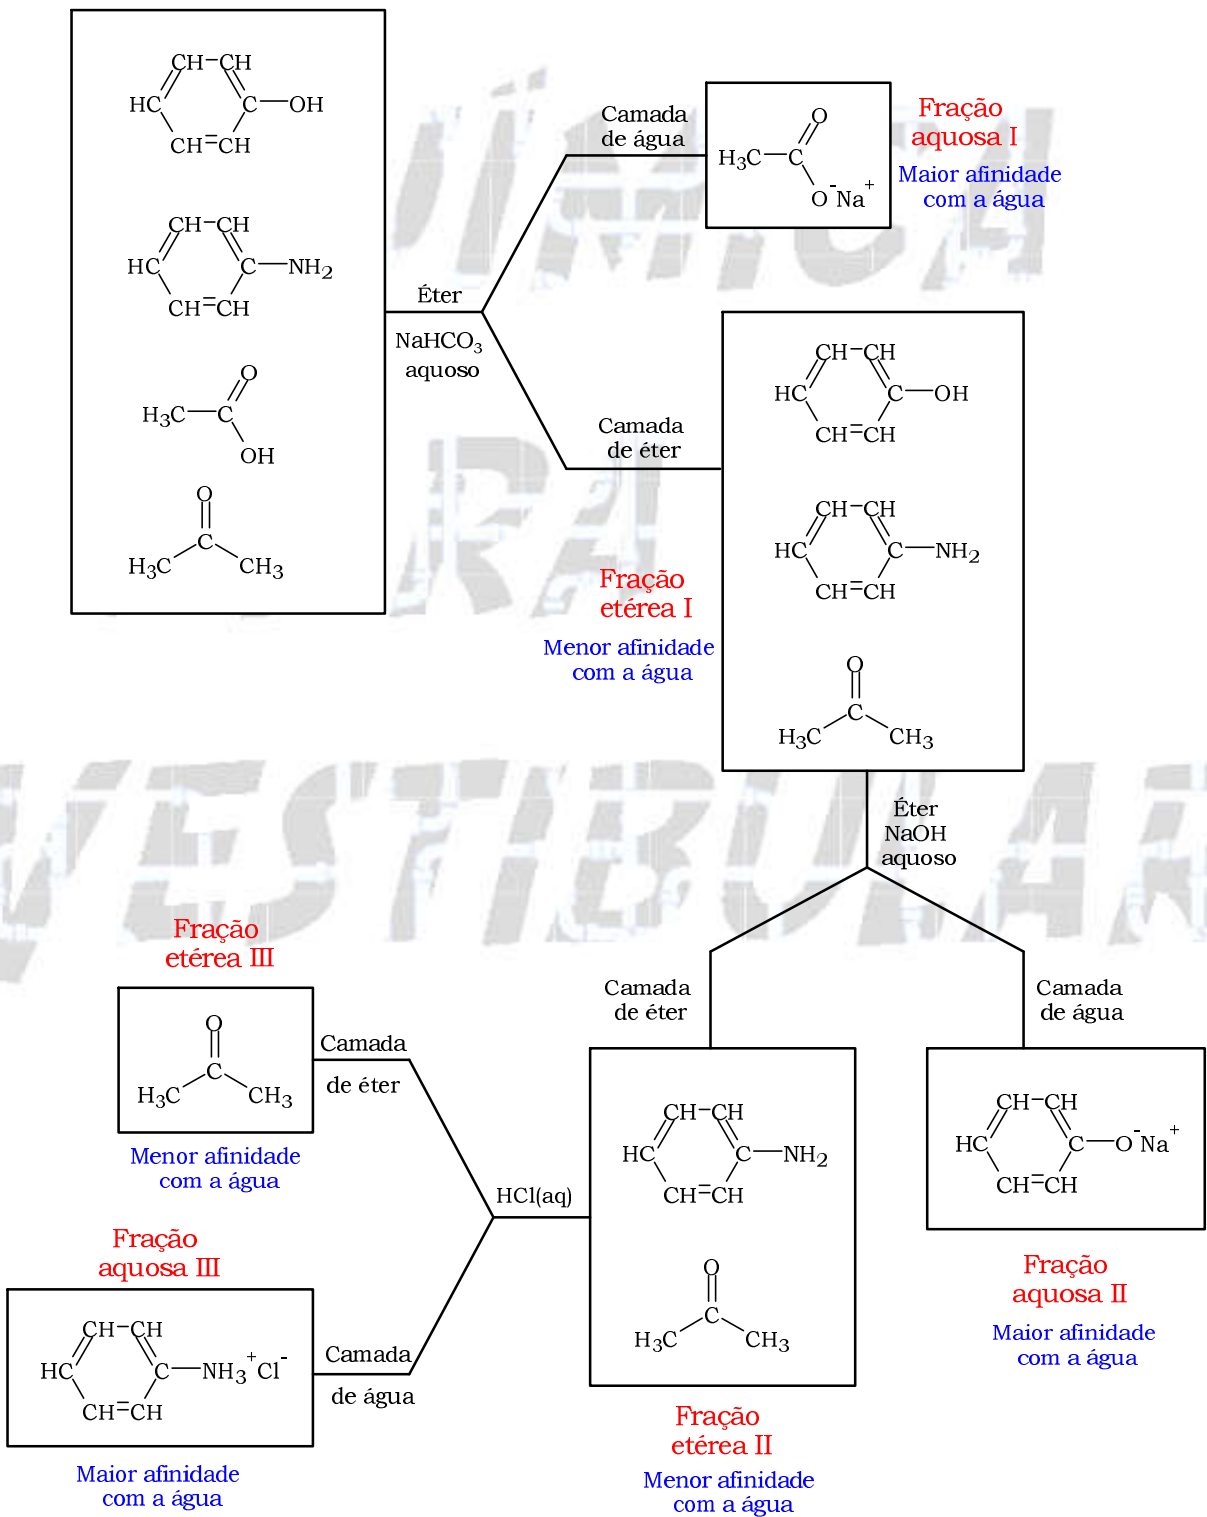 CH CH
HC C OH
CH CH
CH CH
HC C NH2
CH CH
O
H3C C
OH
O
C
H3C CH3
Éter
NaHCO3
aquoso
Camada
de água
O
H3C C
O-Na+
Fração
aquosa I
Maior afinidade
com a água
Camada
de éter
Fração
etérea I
Menor afinidade
com a água
CH CH
HC C OH
CH CH
CH CH
HC C NH2
CH CH
O
C
H3C CH3
Éter
NaOH
aquoso
Camada
de éter
Camada
de água
CH CH
HC C O-Na+
CH CH
Fração
aquosa II
Maior afinidade
com a água
CH CH
HC C NH2
CH CH
O
C
H3C CH3
Fração
etérea II
Menor afinidade
com a água
HCl(aq)
Fração
etérea III
O
C
H3C CH3
Camada
de éter
Menor afinidade
com a água
Fração
aquosa III
CH CH
HC C NH3+Cl-
CH CH
Camada
de água
Maior afinidade
com a água
VESTIBULAR